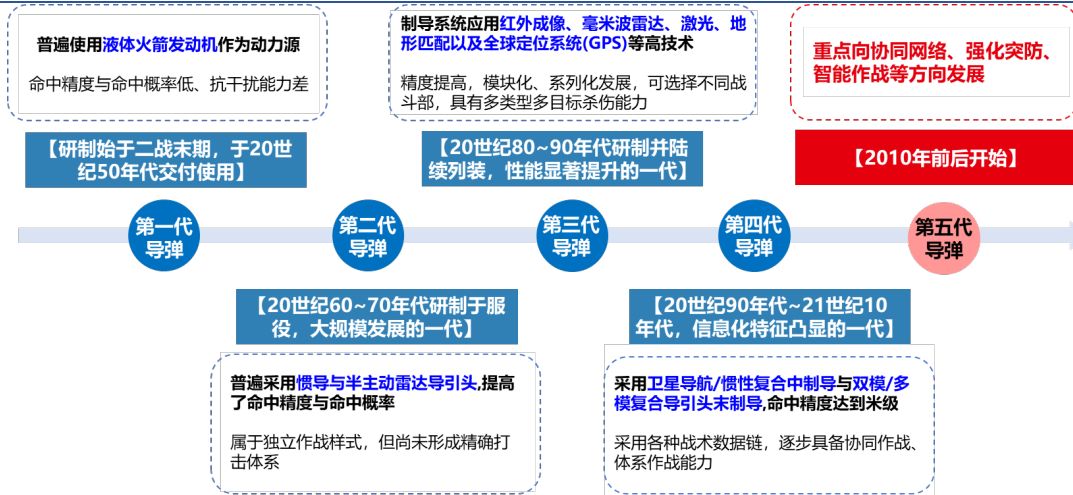 普遍使用液体火箭发动机作为动力源
命中精度与命中概率低、抗干扰能力差
【研制始于二战末期，于20世
纪50年代交付使用】
制导系统应用红外成像、毫米波雷达、激光、地
形匹配以及全球定位系统(GPS)等高技术
精度提高，模块化、系列化发展，可选择不同战
斗部，具有多类型多目标杀伤能力
【20世纪80~90年代研制并陆
续列装，性能显著提升的一代】
重点向协同网络、强化突防、
智能作战等方向发展
【2010年前后开始】
第一代
导弹
第二代
导弹
第三代
导弹
第四代
导弹
第五代
导弹
【20世纪60~70年代研制于服
役，大规模发展的一代】
普遍采用惯导与半主动雷达导引头,提高
了命中精度与命中概率
属于独立作战样式，但尚未形成精确打
击体系
【20世纪90年代~21世纪10
年代，信息化特征凸显的一代】
采用卫星导航/惯性复合中制导与双模/多
模复合导引头末制导,命中精度达到米级
采用各种战术数据链，逐步具备协同作战、
体系作战能力